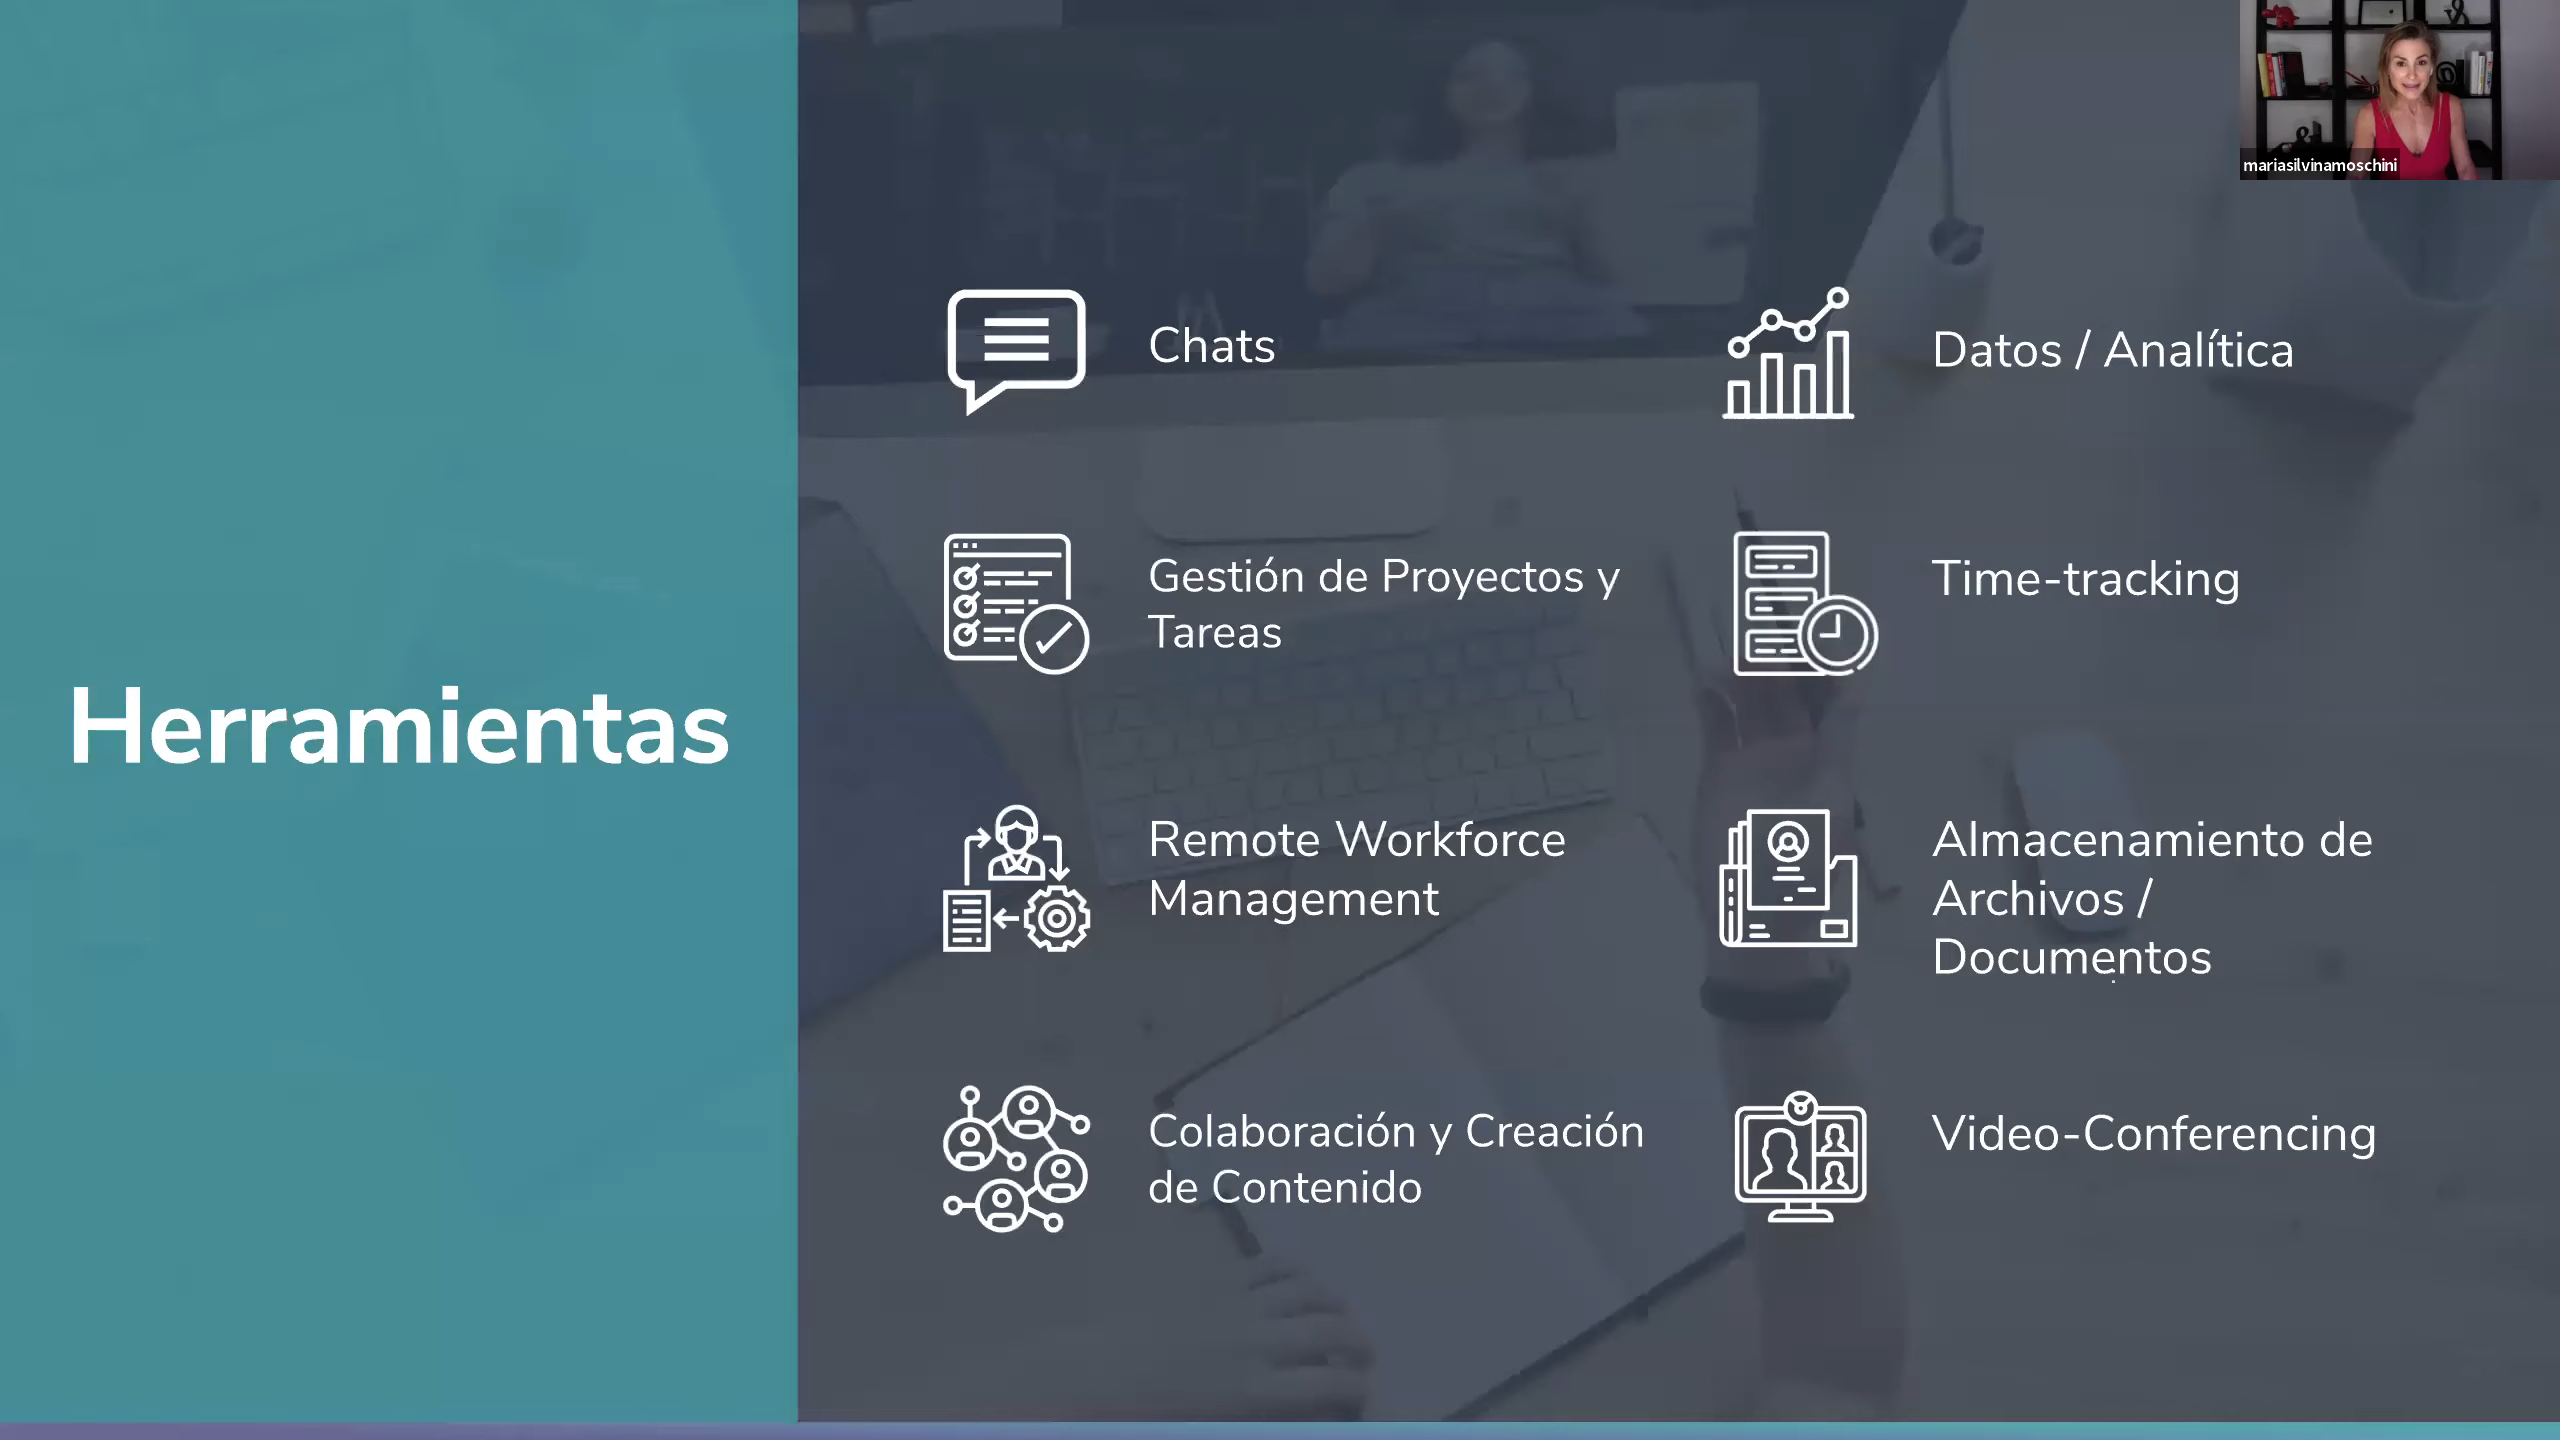 mariasilvinamoschini
Herramientas
Chats
Datos / Analítica
Gestión de Proyectos y
Tareas
Time-tracking
Remote Workforce
Management
Almacenamiento de
Archivos /
Documentos
Colaboración y Creación
de Contenido
Video-Conferencing